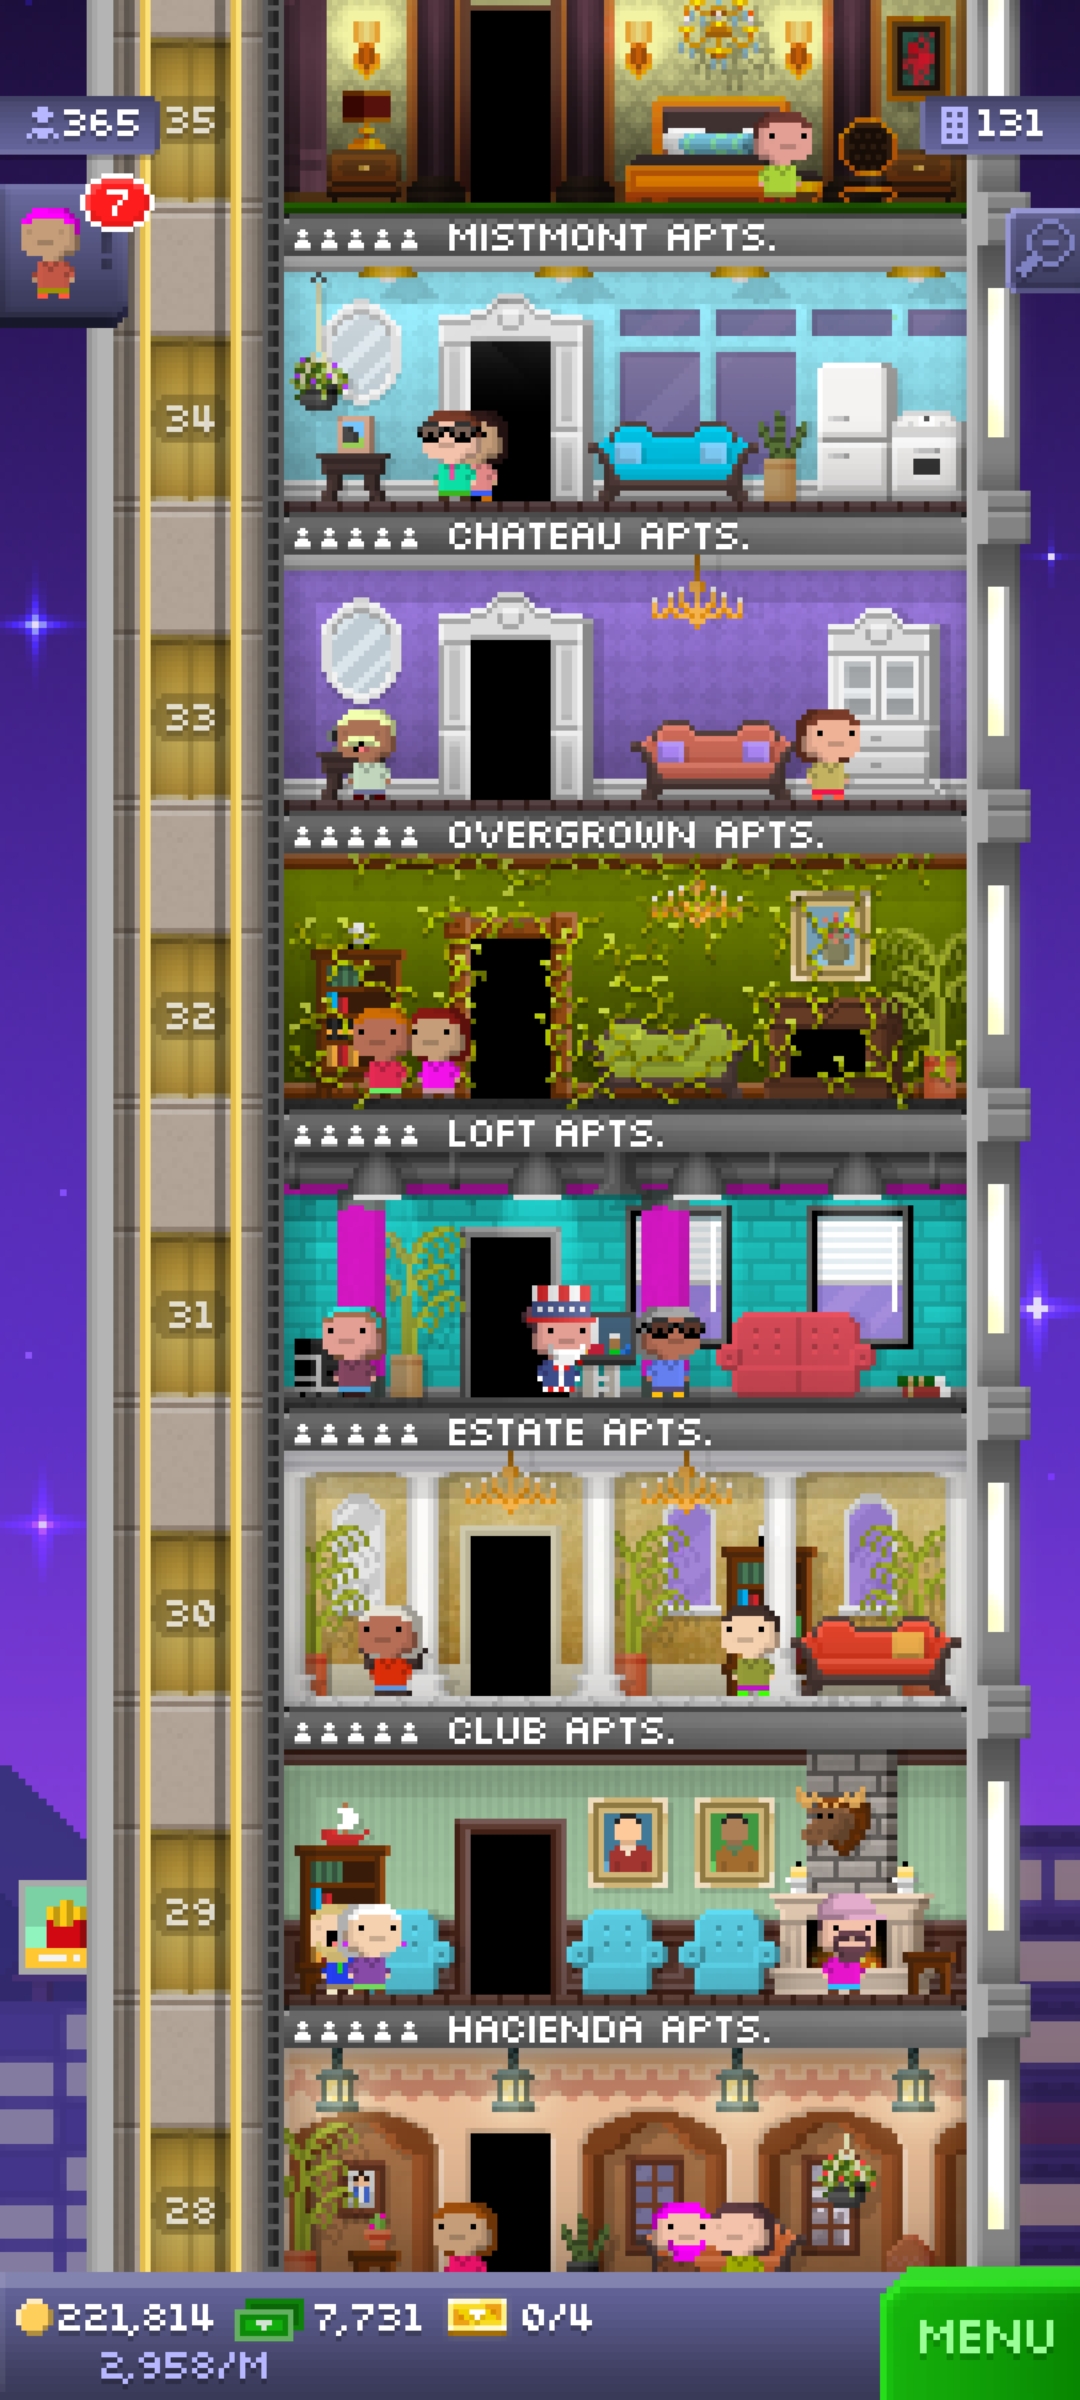 365 35 131
7
MISTMONT APTS.
34
CHATEAU APTS.
33
OVERGROWN APTS.
32
LOFT APTS.
31
ESTATE APTS.
30
CLUB APTS.
29
HACIENDA APTS.
28
221,814 7,731 0/4
2,958/M
MENU